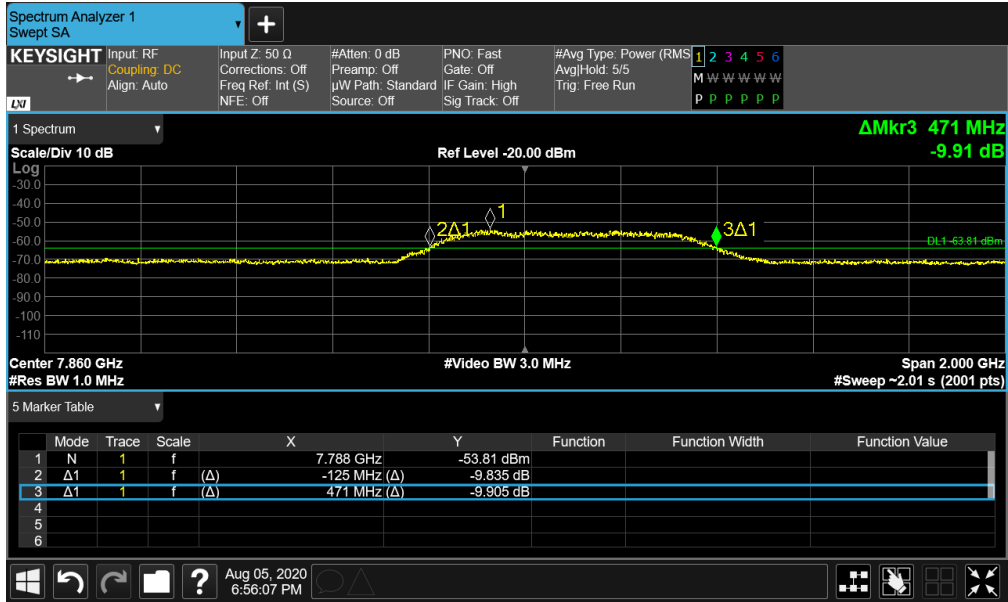 Spectrum Analyzer 1
Swept SA
+
KEYSIGHT
LXI
Input: RF
Coupling: DC
Align: Auto
Input Z: 50 Ω
Corrections: Off
Freq Ref: Int (S)
NFE: Off
#Atten: 0 dB
Preamp: Off
µW Path: Standard
Source: Off
PNO: Fast
Gate: Off
IF Gain: High
Sig Track: Off
#Avg Type: Power (RMS
Avg|Hold: 5/5
Trig: Free Run
1 2 3 4 5 6
M W W W W W
P P P P P P
1 Spectrum
ΔMkr3 471 MHz
-9.91 dB
Scale/Div 10 dB
Ref Level -20.00 dBm
Log
-30.0
-40.0
-50.0
-60.0
-70.0
-80.0
-90.0
-100
-110
2Δ1
1
3Δ1
DL1 -63.81 dBm
Center 7.860 GHz
#Video BW 3.0 MHz
Span 2.000 GHz
#Res BW 1.0 MHz
#Sweep ~2.01 s (2001 pts)
5 Marker Table
Mode Trace Scale X Y Function Function Width Function Value
1 N 1 f 7.788 GHz -53.81 dBm
2 Δ1 1 f (Δ) -125 MHz (Δ) -9.835 dB
3 Δ1 1 f (Δ) 471 MHz (Δ) -9.905 dB
4
5
6
?
Aug 05, 2020
6:56:07 PM